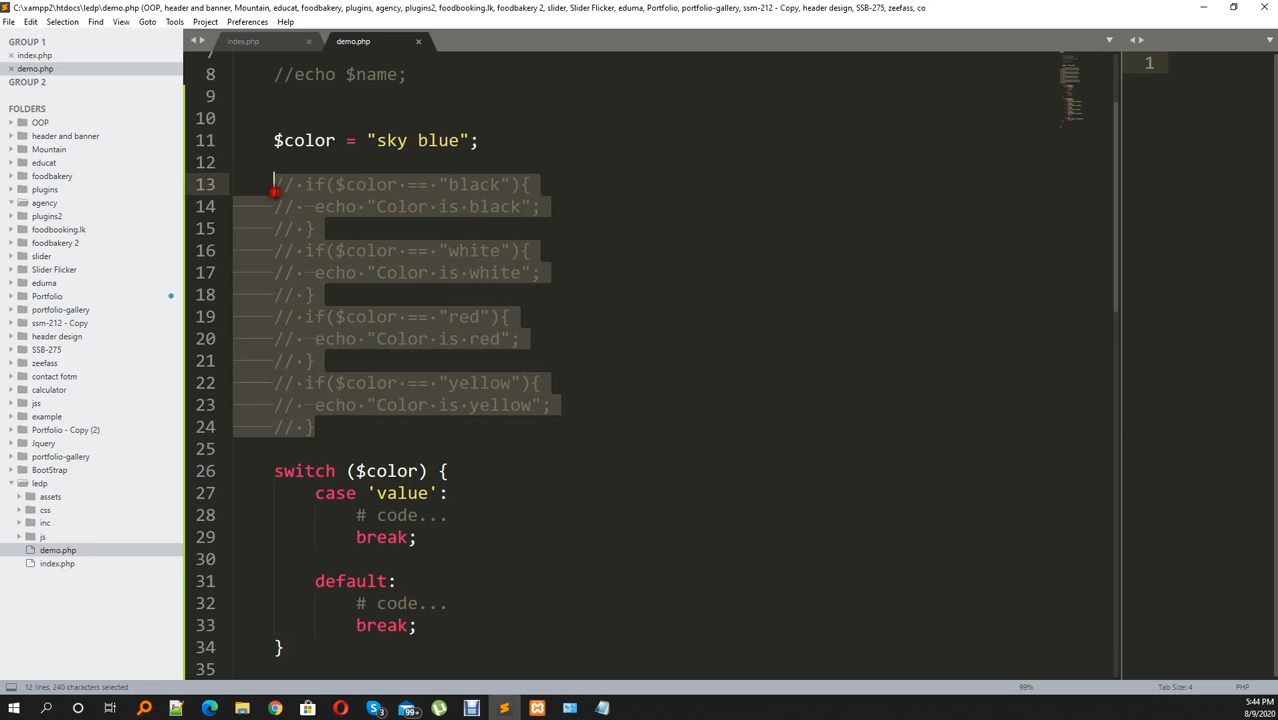 C:\xampp2\htdocs\ledp\demo.php (OOP, header and banner, Mountain, educat, foodbakery, plugins, agency, plugins2, foodbooking.lk, foodbakery 2, slider, Slider Flicker, eduma, Portfolio, portfolio-gallery, ssm-212 - Copy, header design, SSB-275, zeefass, co
File Edit Selection Find View Goto Tools Project Preferences Help
GROUP 1
index.php
demo.php
GROUP 2
FOLDERS
OOP
header and banner
Mountain
educat
foodbakery
plugins
agency
plugins2
foodbooking.lk
foodbakery 2
slider
Slider Flicker
eduma
Portfolio
portfolio-gallery
ssm-212 - Copy
header design
SSB-275
zeefass
contact fotm
calculator
jss
example
Portfolio - Copy (2)
Jquery
portfolio-gallery
BootStrap
ledp
assets
css
inc
js
demo.php
index.php
index.php demo.php
7
8 //echo $name;
9
10
11 $color = "sky blue";
12
13 // if($color == "black"){
14 // echo "Color is black";
15 // }
16 // if($color == "white"){
17 // echo "Color is white";
18 // }
19 // if($color == "red"){
20 // echo "Color is red";
21 // }
22 // if($color == "yellow"){
23 // echo "Color is yellow";
24 // }
25
26 switch ($color) {
27 case 'value':
28 # code...
29 break;
30
31 default:
32 # code...
33 break;
34 }
35
1
12 lines, 240 characters selected
99%
Tab Size: 4
PHP
3
99+
5:44 PM
8/9/2020